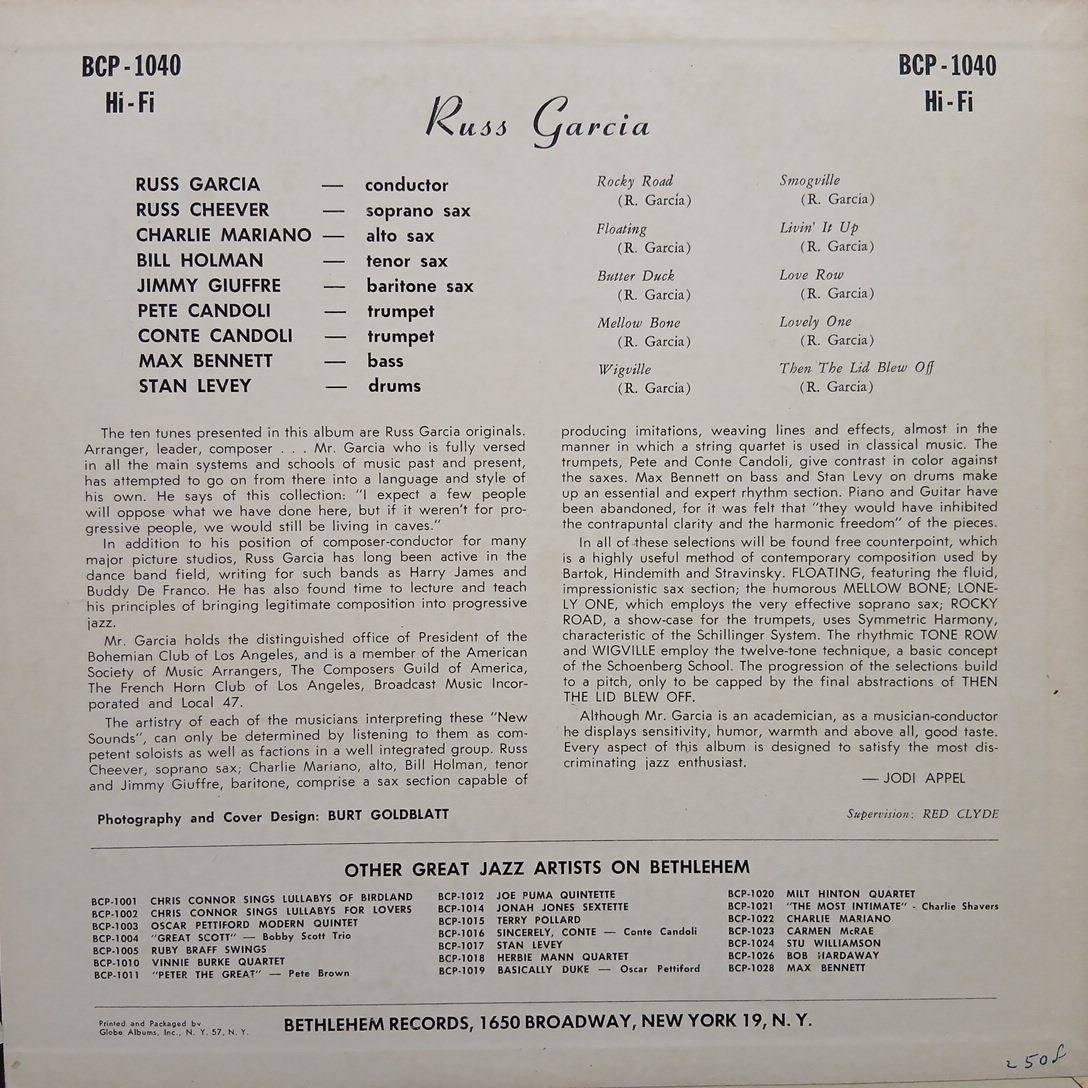 BCP-1040
Hi-Fi
BCP-1040
Hi-Fi
Russ Garcia
RUSS GARCIA — conductor
RUSS CHEEVER — soprano sax
CHARLIE MARIANO — alto sax
BILL HOLMAN — tenor sax
JIMMY GIUFFRE — baritone sax
PETE CANDOLI — trumpet
CONTE CANDOLI — trumpet
MAX BENNETT — bass
STAN LEVEY — drums
Rocky Road
(R. García)
Floating
(R. Garcia)
Butter Duck
(R. Garcia)
Mellow Bone
(R. Garcia)
Wigville
(R. Garcia)
Smogville
(R. Garcia)
Livin' It Up
(R. Garcia)
Love Row
(R. Garcia)
Lovely One
(R. Garcia)
Then The Lid Blew Off
(R. Garcia)
The ten tunes presented in this album are Russ Garcia originals.
Arranger, leader, composer . . . Mr. Garcia who is fully versed
in all the main systems and schools of music past and present,
has attempted to go on from there into a language and style of
his own. He says of this collection: "I expect a few people
will oppose what we have done here, but if it weren't for pro-
gressive people, we would still be living in caves."
In addition to his position of composer-conductor for many
major picture studios, Russ Garcia has long been active in the
dance band field, writing for such bands as Harry James and
Buddy De Franco. He has also found time to lecture and teach
his principles of bringing legitimate composition into progressive
jazz.
Mr. Garcia holds the distinguished office of President of the
Bohemian Club of Los Angeles, and is a member of the American
Society of Music Arrangers, The Composers Guild of America,
The French Horn Club of Los Angeles, Broadcast Music Incor-
porated and Local 47.
The artistry of each of the musicians interpreting these "New
Sounds", can only be determined by listening to them as com-
petent soloists as well as factions in a well integrated group. Russ
Cheever, soprano sax; Charlie Mariano, alto, Bill Holman, tenor
and Jimmy Giuffre, baritone, comprise a sax section capable of
producing imitations, weaving lines and effects, almost in the
manner in which a string quartet is used in classical music. The
trumpets, Pete and Conte Candoli, give contrast in color against
the saxes. Max Bennett on bass and Stan Levy on drums make
up an essential and expert rhythm section. Piano and Guitar have
been abandoned, for it was felt that "they would have inhibited
the contrapuntal clarity and the harmonic freedom" of the pieces.
In all of these selections will be found free counterpoint, which
is a highly useful method of contemporary composition used by
Bartok, Hindemith and Stravinsky. FLOATING, featuring the fluid,
impressionistic sax section; the humorous MELLOW BONE; LONE-
LY ONE, which employs the very effective soprano sax; ROCKY
ROAD, a show-case for the trumpets, uses Symmetric Harmony,
characteristic of the Schillinger System. The rhythmic TONE ROW
and WIGVILLE employ the twelve-tone technique, a basic concept
of the Schoenberg School. The progression of the selections build
to a pitch, only to be capped by the final abstractions of THEN
THE LID BLEW OFF.
Although Mr. Garcia is an academician, as a musician-conductor
he displays sensitivity, humor, warmth and above all, good taste.
Every aspect of this album is designed to satisfy the most dis-
criminating jazz enthusiast.
— JODI APPEL
Photography and Cover Design: BURT GOLDBLATT
Supervision: RED CLYDE
OTHER GREAT JAZZ ARTISTS ON BETHLEHEM
BCP-1001 CHRIS CONNOR SINGS LULLABYS OF BIRDLAND
BCP-1002 CHRIS CONNOR SINGS LULLABYS FOR LOVERS
BCP-1003 OSCAR PETTIFORD MODERN QUINTET
BCP-1004 "GREAT SCOTT" — Bobby Scott Trio
BCP-1005 RUBY BRAFF SWINGS
BCP-1010 VINNIE BURKE QUARTET
BCP-1011 "PETER THE GREAT" — Pete Brown
BCP-1012 JOE PUMA QUINTETTE
BCP-1014 JONAH JONES SEXTETTE
BCP-1015 TERRY POLLARD
BCP-1016 SINCERELY, CONTE — Conte Candoli
BCP-1017 STAN LEVEY
BCP-1018 HERBIE MANN QUARTET
BCP-1019 BASICALLY DUKE — Oscar Pettiford
BCP-1020 MILT HINTON QUARTET
BCP-1021 "THE MOST INTIMATE" - Charlie Shavers
BCP-1022 CHARLIE MARIANO
BCP-1023 CARMEN McRAE
BCP-1024 STU WILLIAMSON
BCP-1026 BOB HARDAWAY
BCP-1028 MAX BENNETT
Printed and Packaged by
Globe Albums, Inc., N. Y. 57, N. Y.
BETHLEHEM RECORDS, 1650 BROADWAY, NEW YORK 19, N. Y.